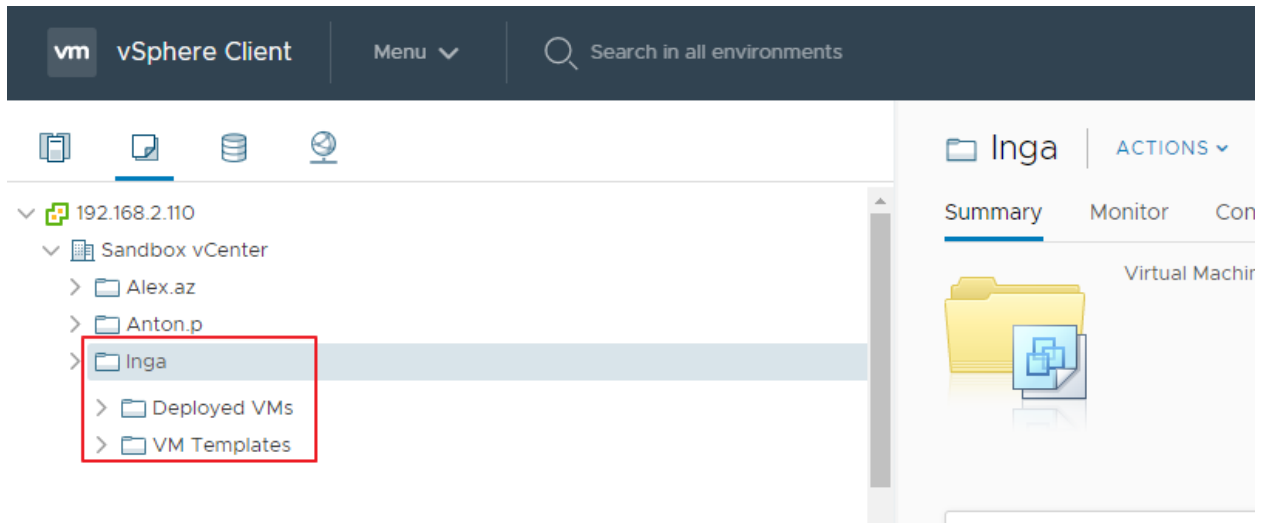 vm vSphere Client Menu Search in all environments
Inga ACTIONS
192.168.2.110
Sandbox vCenter
Alex.az
Anton.p
Inga
Deployed VMs
VM Templates
Summary Monitor Con
Virtual Machin